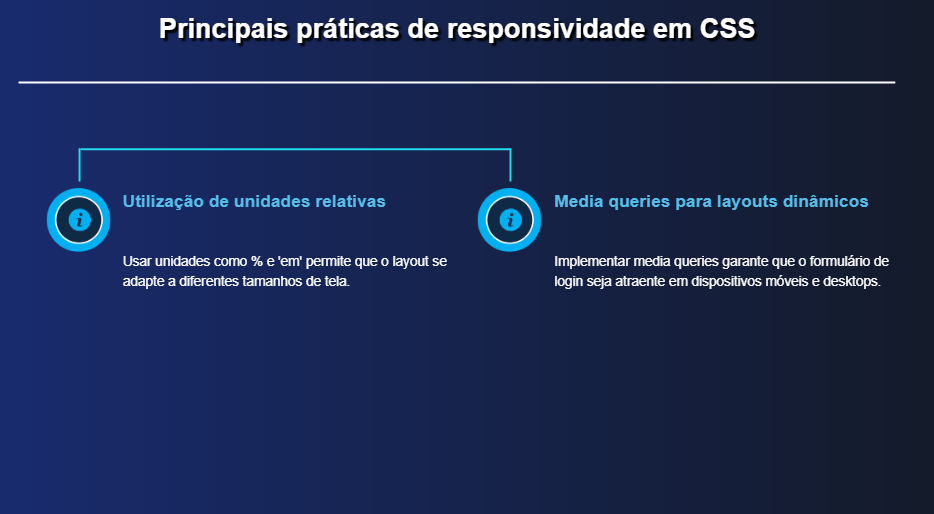 Principais práticas de responsividade em CSS
Utilização de unidades relativas
Usar unidades como % e 'em' permite que o layout se
adapte a diferentes tamanhos de tela.
Media queries para layouts dinâmicos
Implementar media queries garante que o formulário de
login seja atraente em dispositivos móveis e desktops.